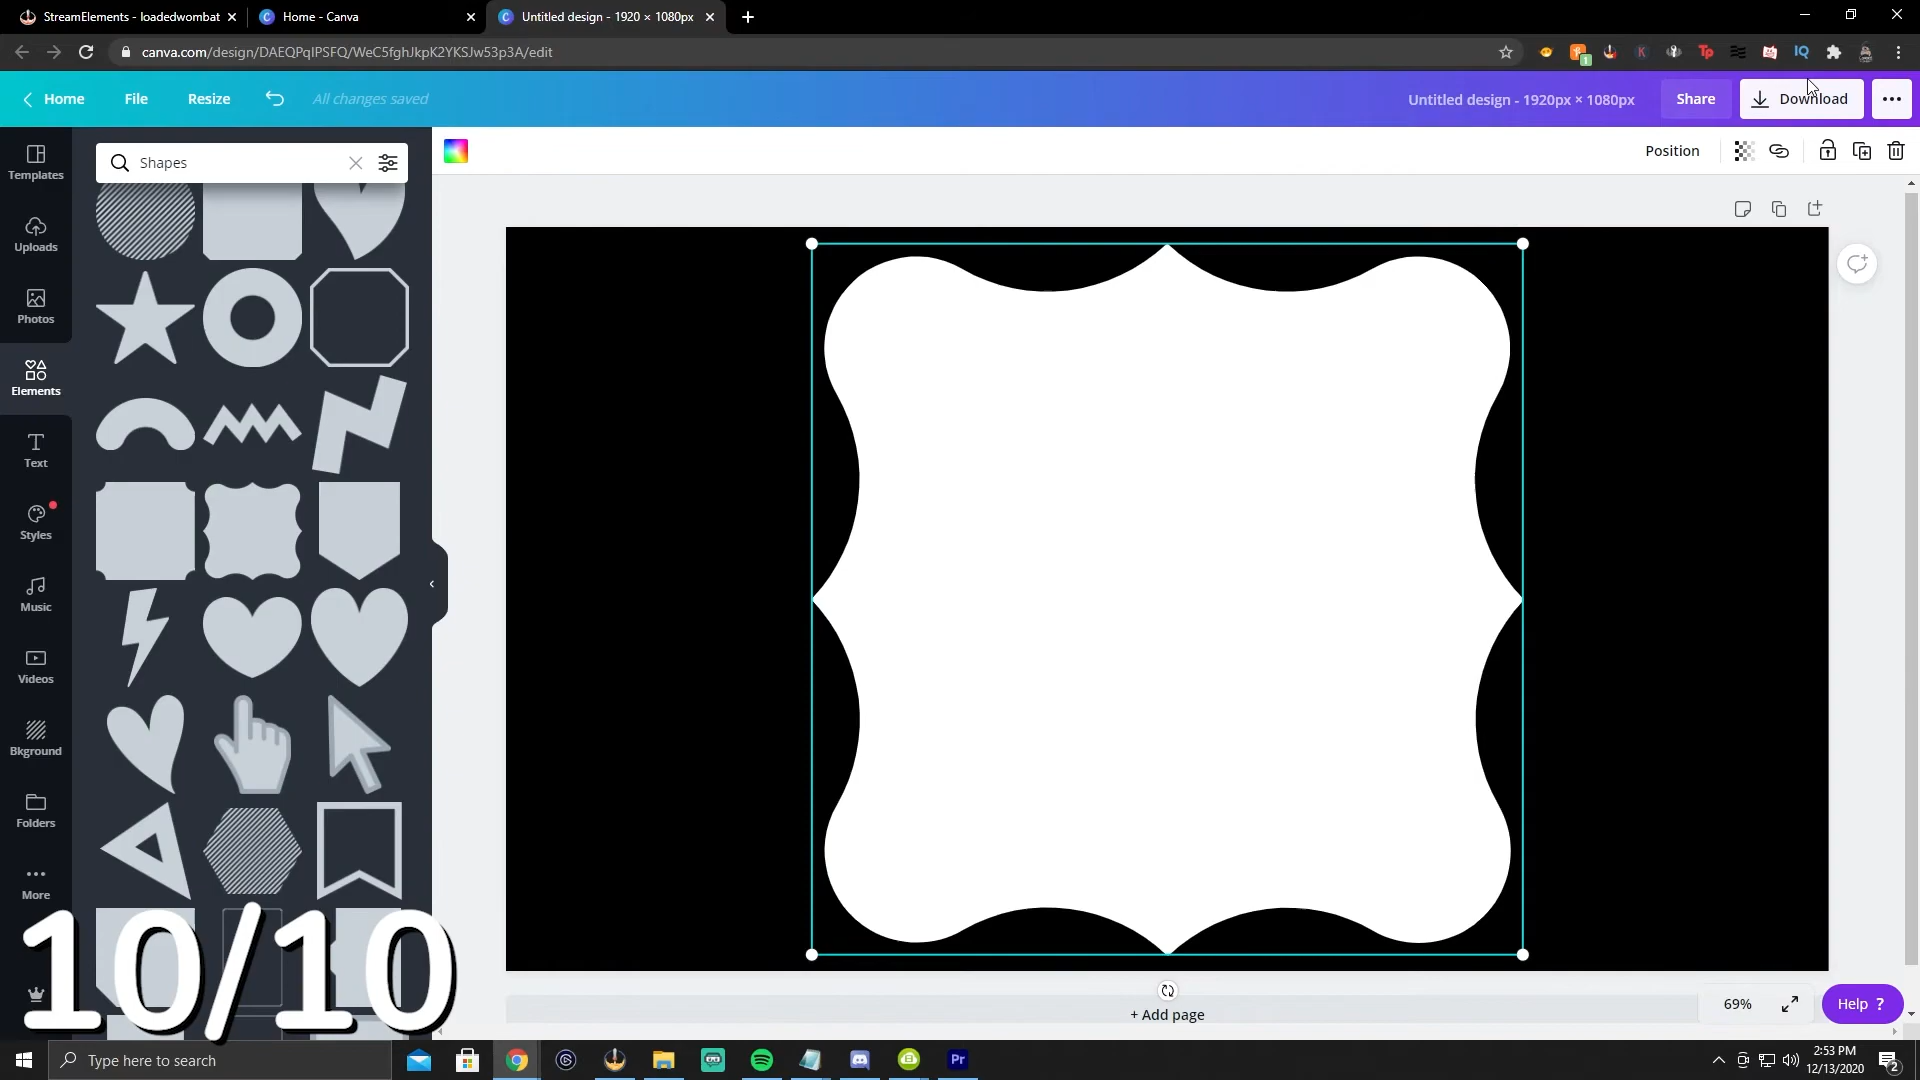 StreamElements - loadedwombat
Home - Canva
Untitled design - 1920 × 1080px
canva.com/design/DAEQPqIPSFQ/WeC5fghJkpK2YKSJw53p3A/edit
Home
File
Resize
All changes saved
Untitled design - 1920px × 1080px
Share
Download
Templates
Shapes
Position
Uploads
Photos
Elements
Text
Styles
Music
Videos
Bkground
Folders
More
10/10
+ Add page
69%
Help ?
Type here to search
Pr
2:53 PM
12/13/2020
2